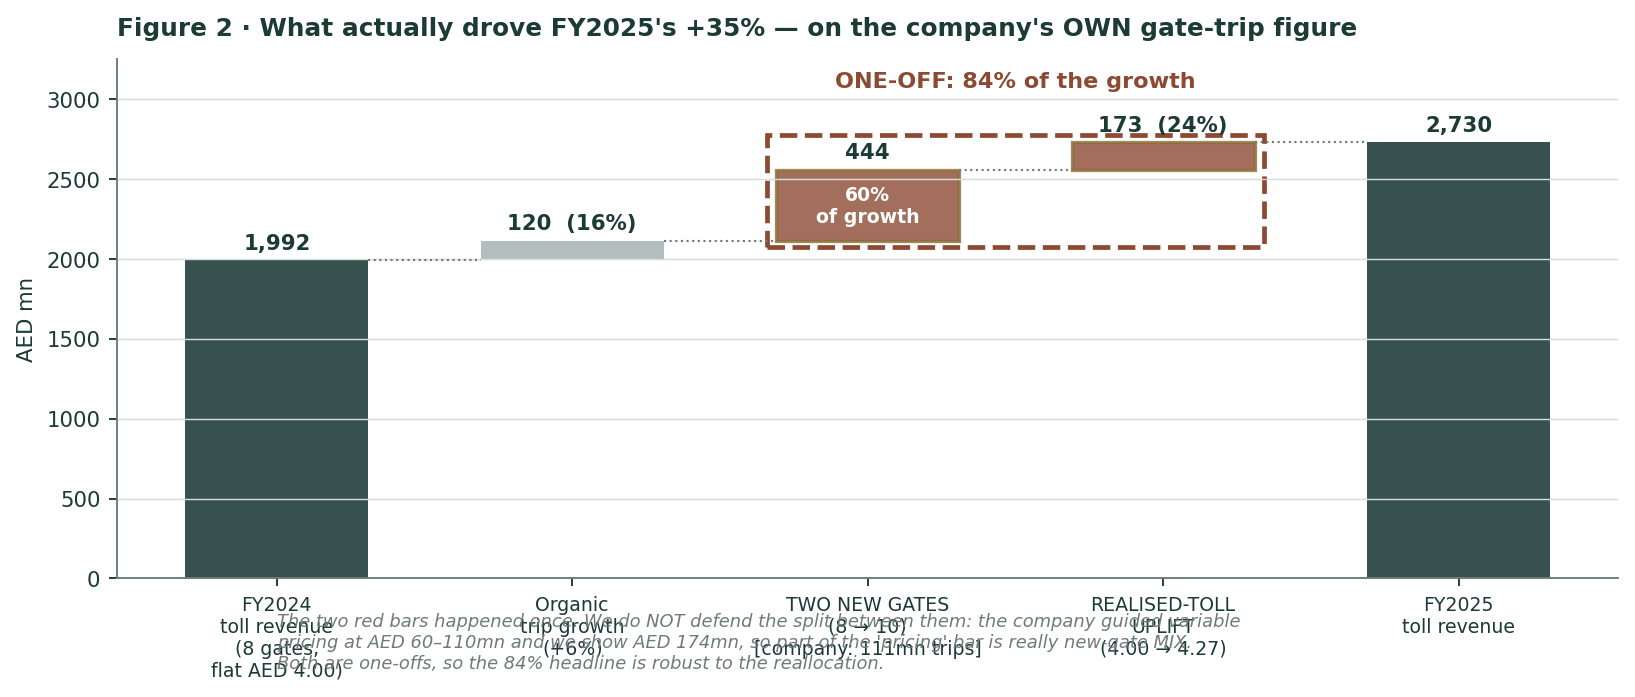 Figure 2 · What actually drove FY2025's +35% — on the company's OWN gate-trip figure
ONE-OFF: 84% of the growth
AED mn
3000
2500
2000
1500
1000
500
0
1,992
120 (16%)
444
60%
of growth
173 (24%)
2,730
FY2024
toll revenue
(8 gates,
flat AED 4.00)
Organic
trip growth
(+6%)
TWO NEW GATES
(8 → 10)
[company: 111mn trips]
REALISED-TOLL
UPLIFT
(4.00 → 4.27)
FY2025
toll revenue
The two red bars happened once. We do NOT defend the split between them: the company guided variable
pricing at AED 60–110mn and we show AED 174mn, so part of the 'pricing' bar is really new-gate MIX.
Both are one-offs, so the 84% headline is robust to the reallocation.